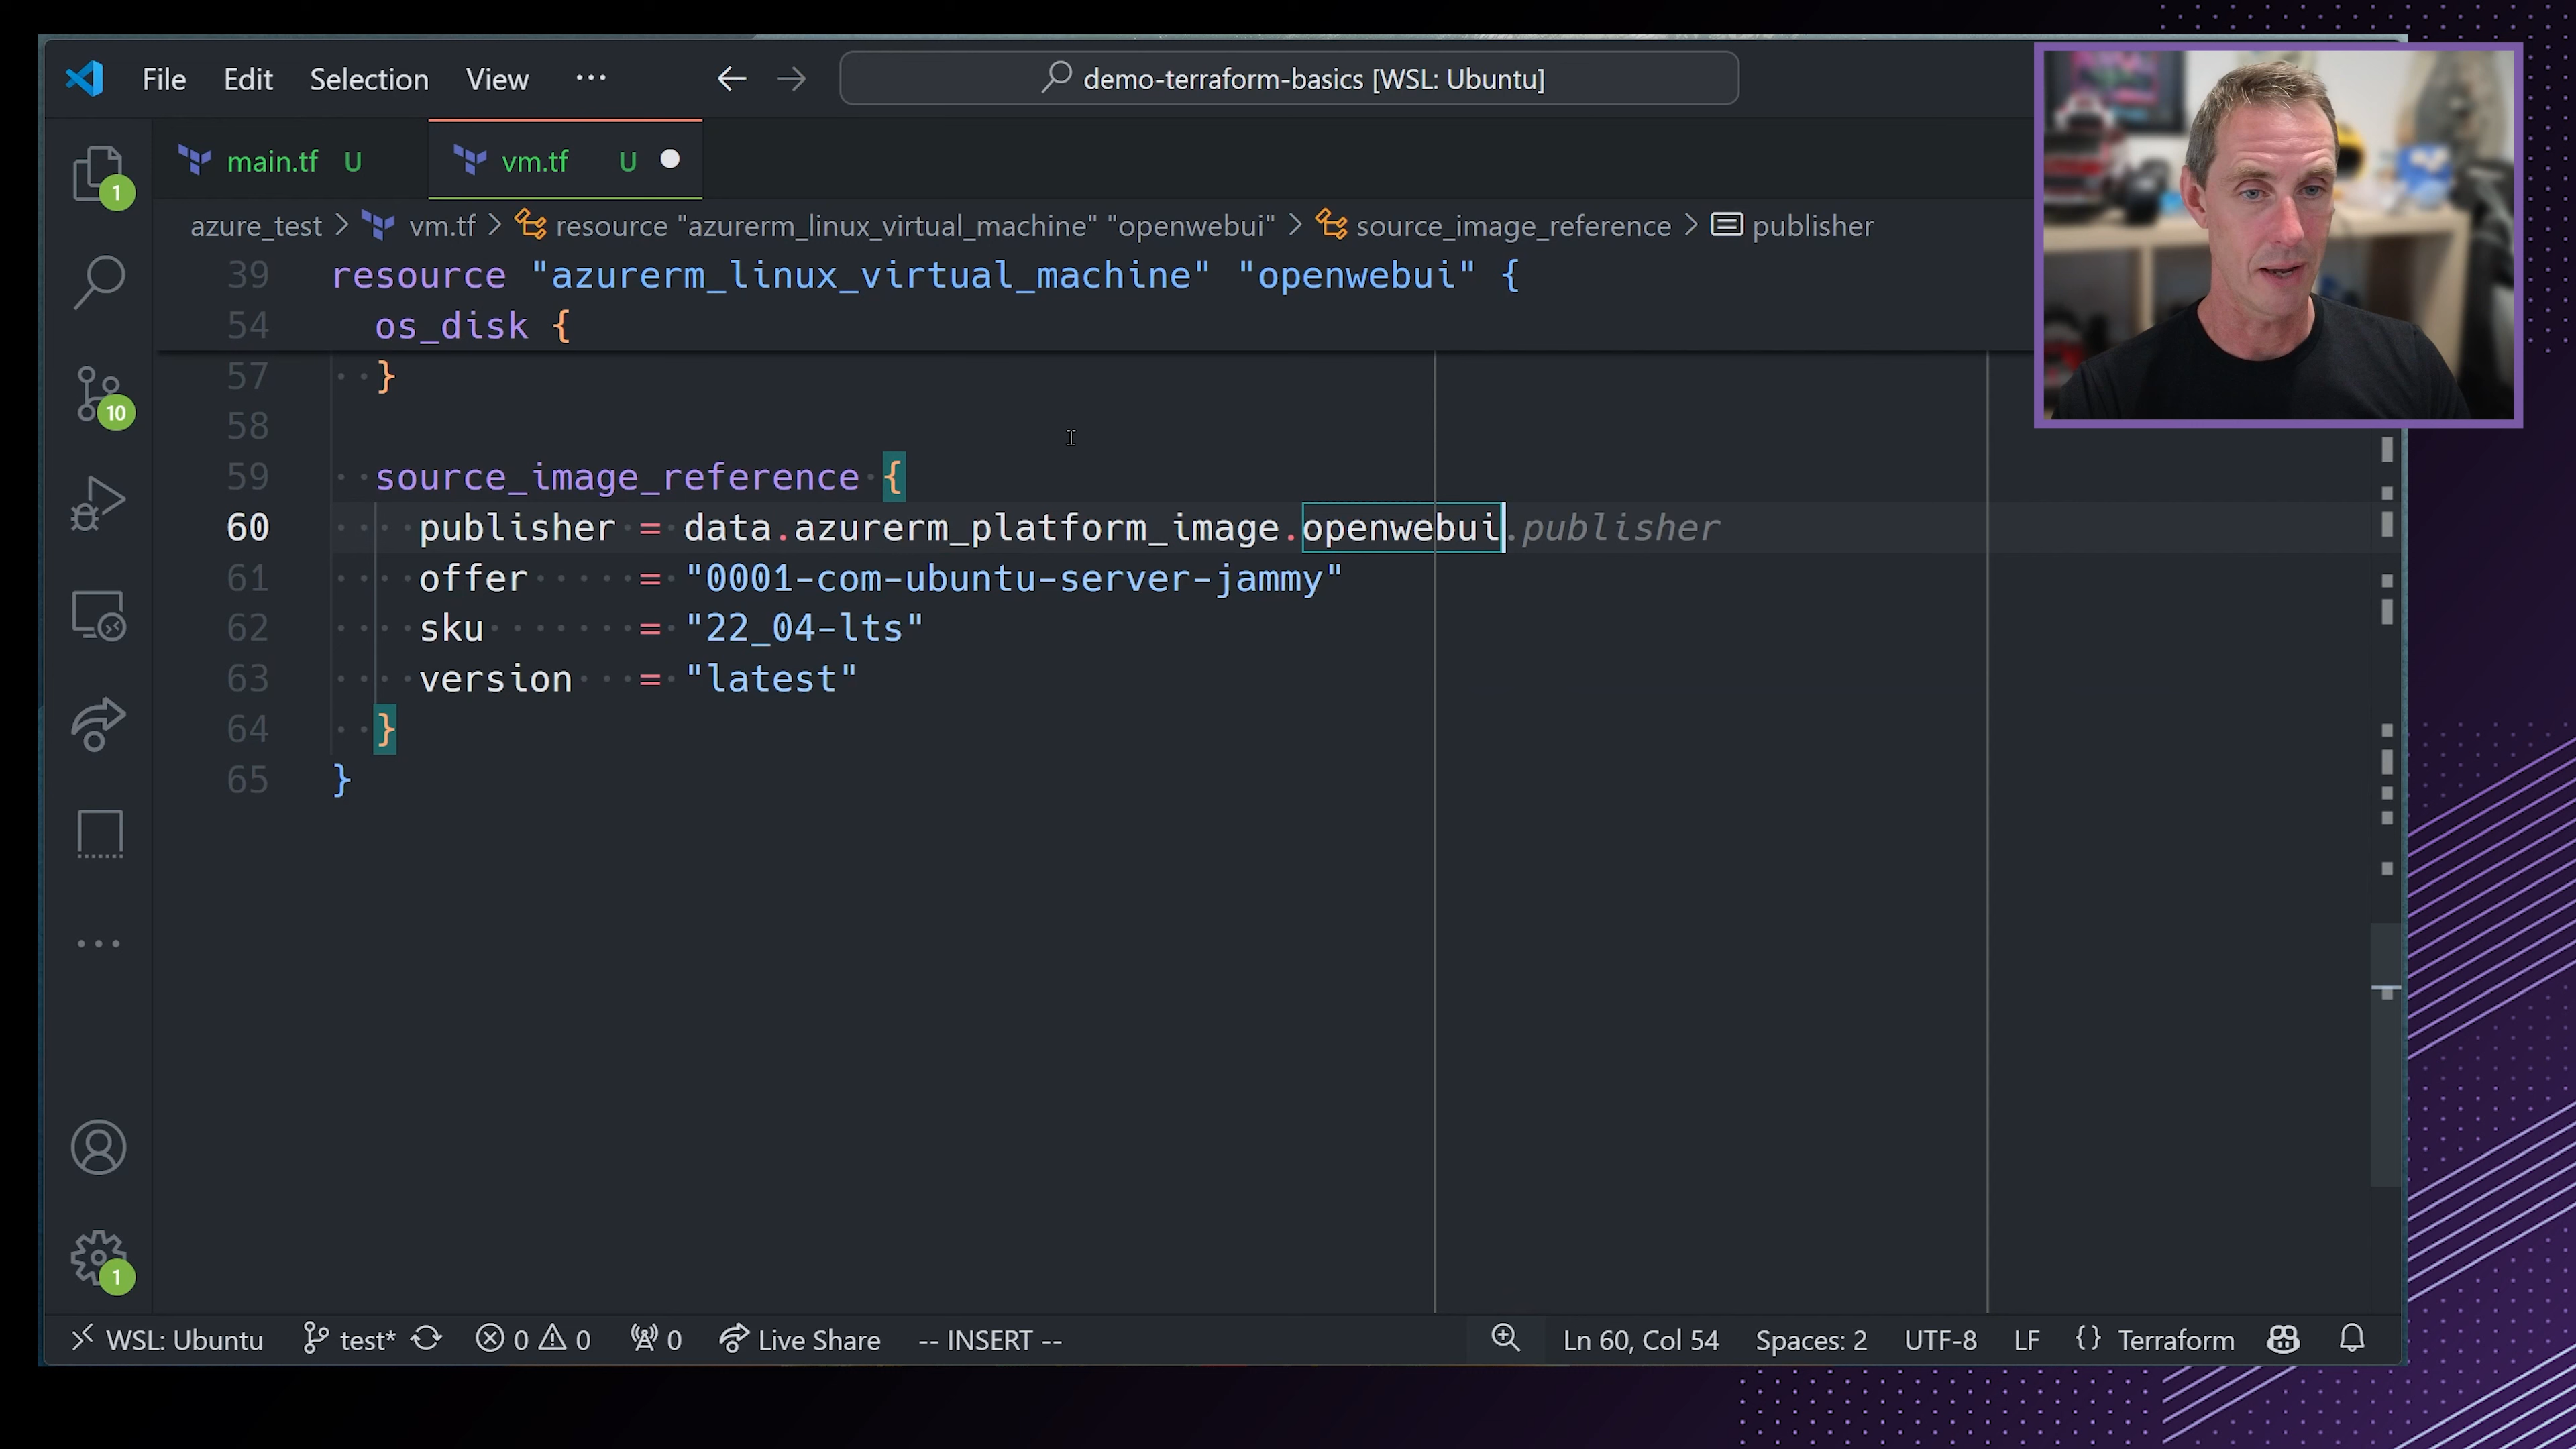 File Edit Selection View ··· demo-terraform-basics [WSL: Ubuntu]
main.tf U vm.tf U
azure_test > vm.tf > resource "azurerm_linux_virtual_machine" "openwebui" > source_image_reference > publisher
39 resource "azurerm_linux_virtual_machine" "openwebui" {
54 os_disk {
57 }
58
59 source_image_reference {
60 publisher = data.azurerm_platform_image.openwebui.publisher
61 offer = "0001-com-ubuntu-server-jammy"
62 sku = "22_04-lts"
63 version = "latest"
64 }
65 }
1
10
1
WSL: Ubuntu test* 0 0 0 Live Share -- INSERT -- Ln 60, Col 54 Spaces: 2 UTF-8 LF {} Terraform